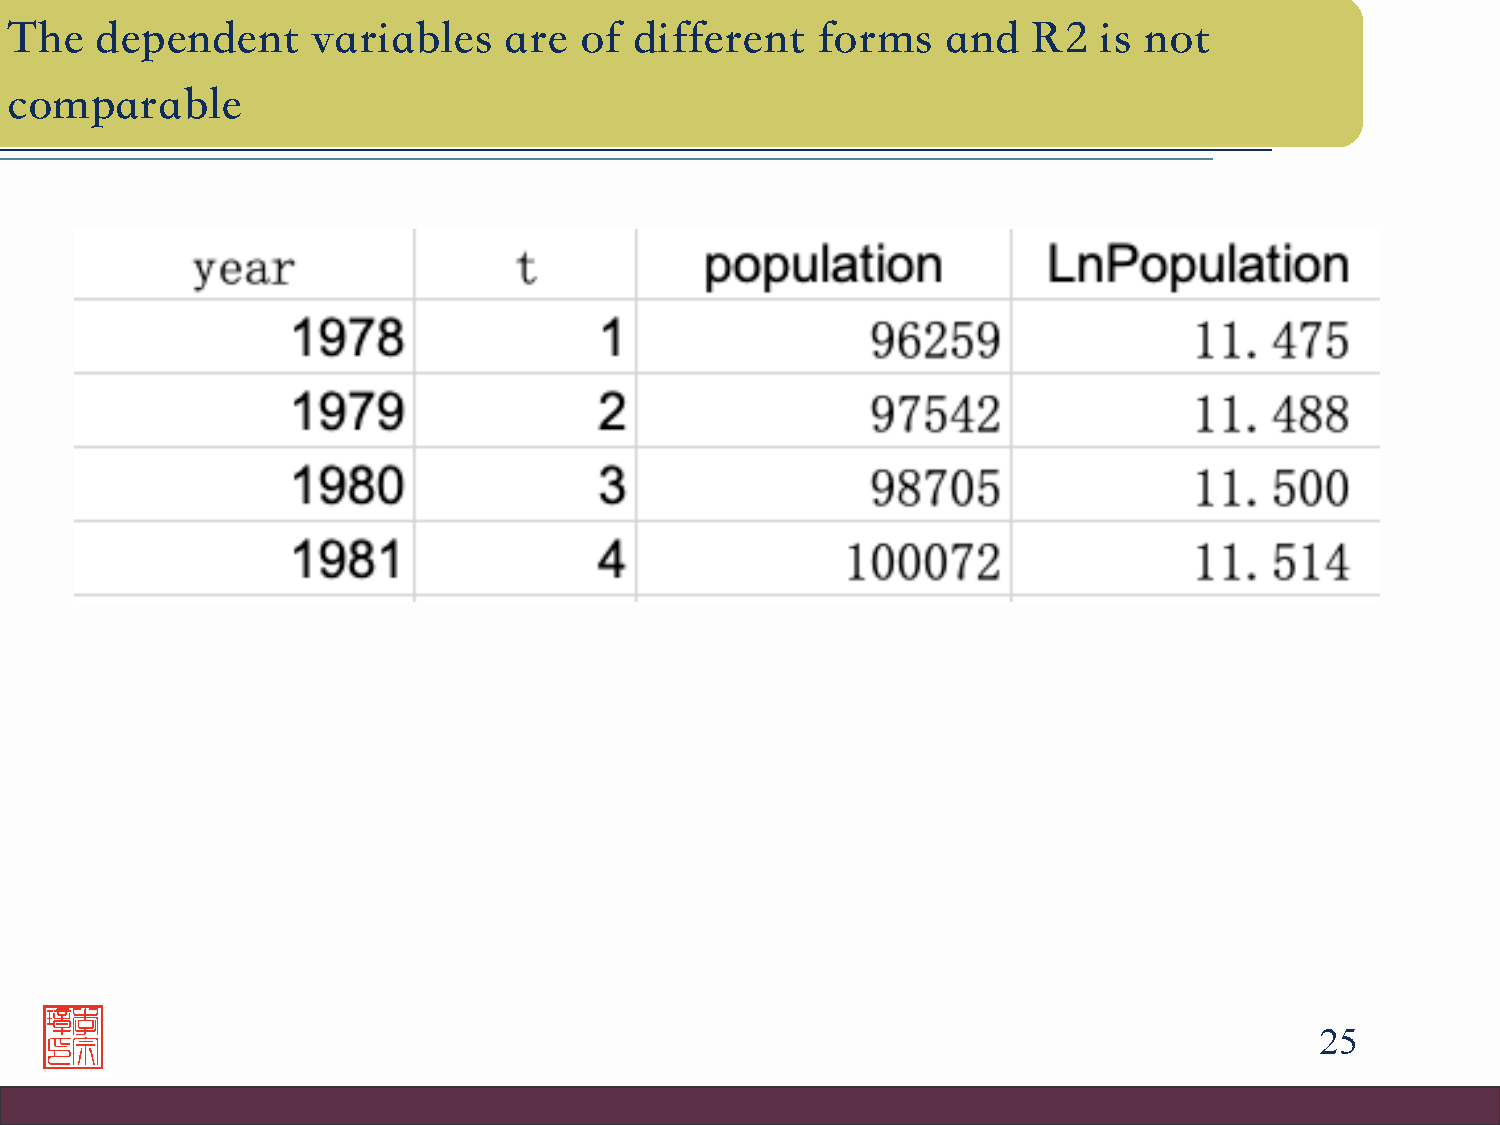 The dependent variables are of different forms and R2 is not
comparable
year t population LnPopulation
1978 1 96259 11.475
1979 2 97542 11.488
1980 3 98705 11.500
1981 4 100072 11.514
25